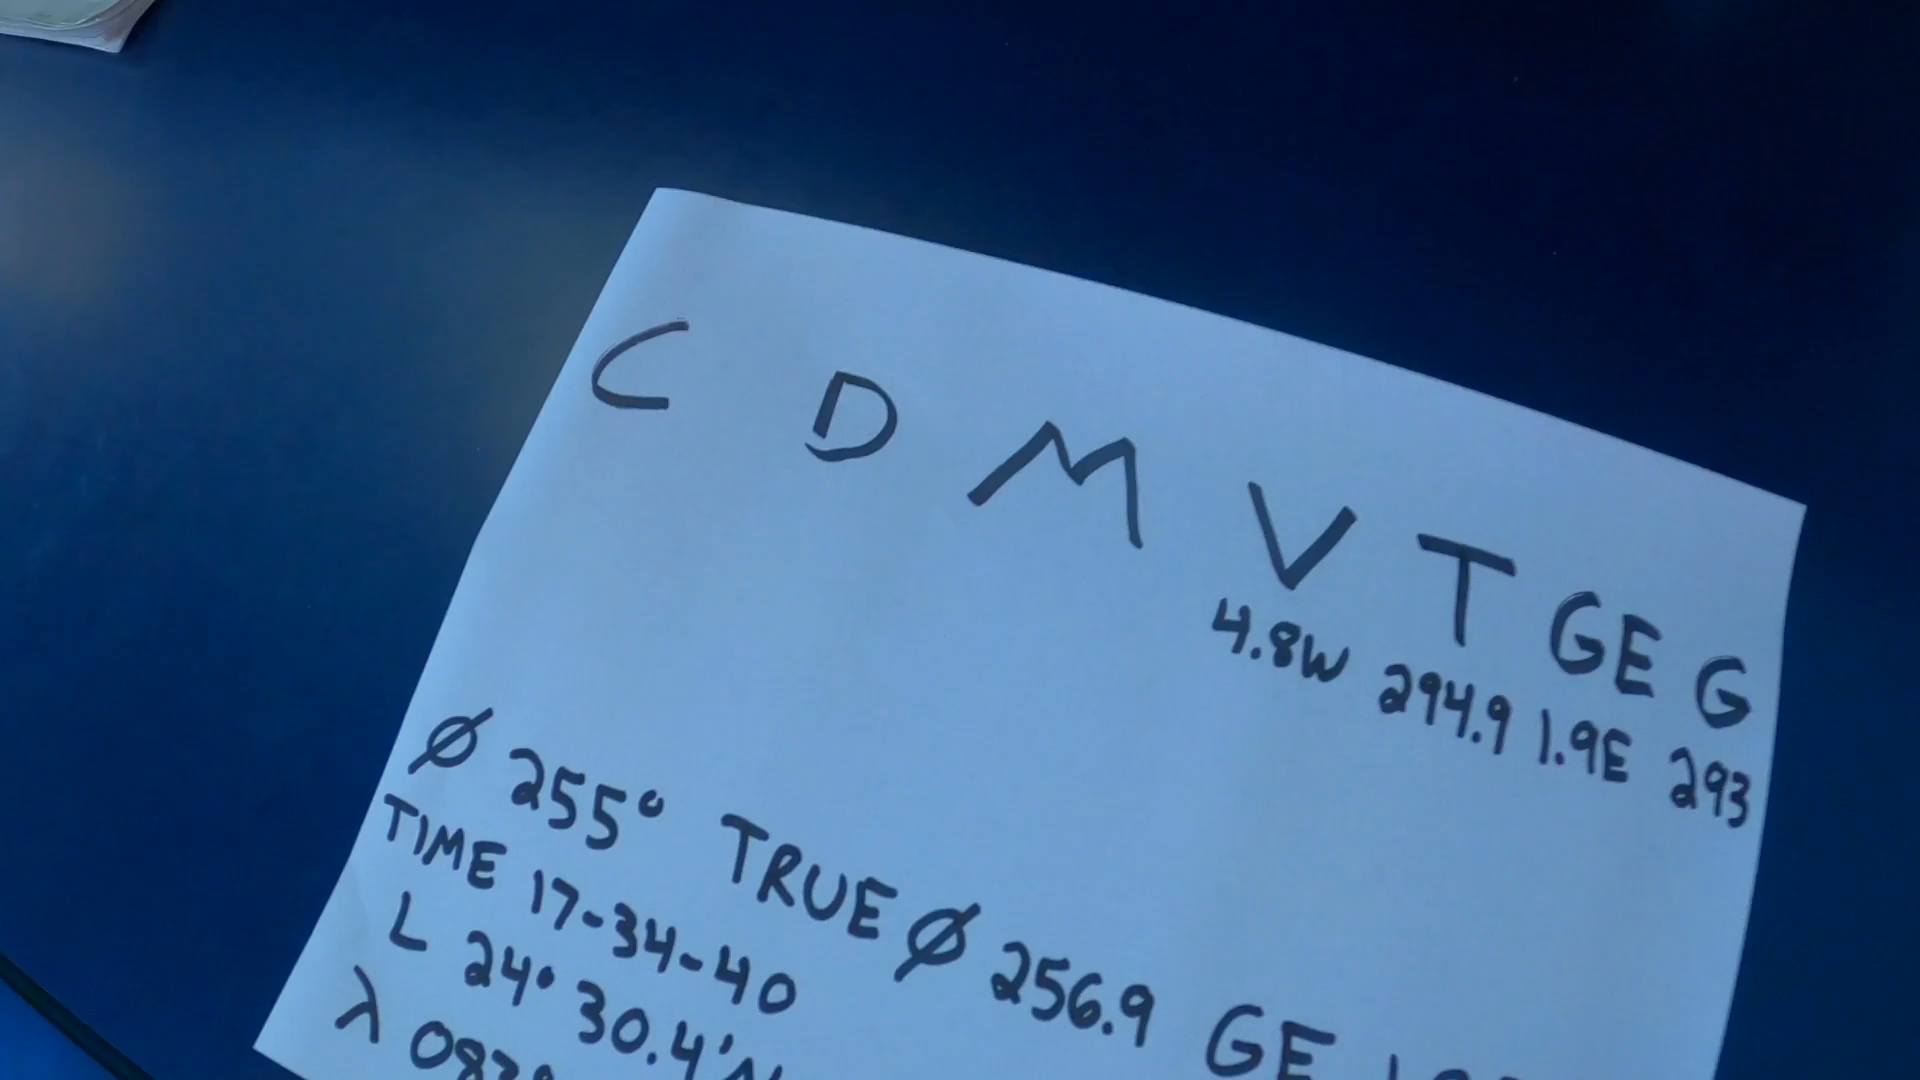 C D M V T GE G
4.8W 294.9 1.9E 293
Ø 255° TRUE Ø 256.9 GE
TIME 17-34-40
L 24° 30.4'N
λ